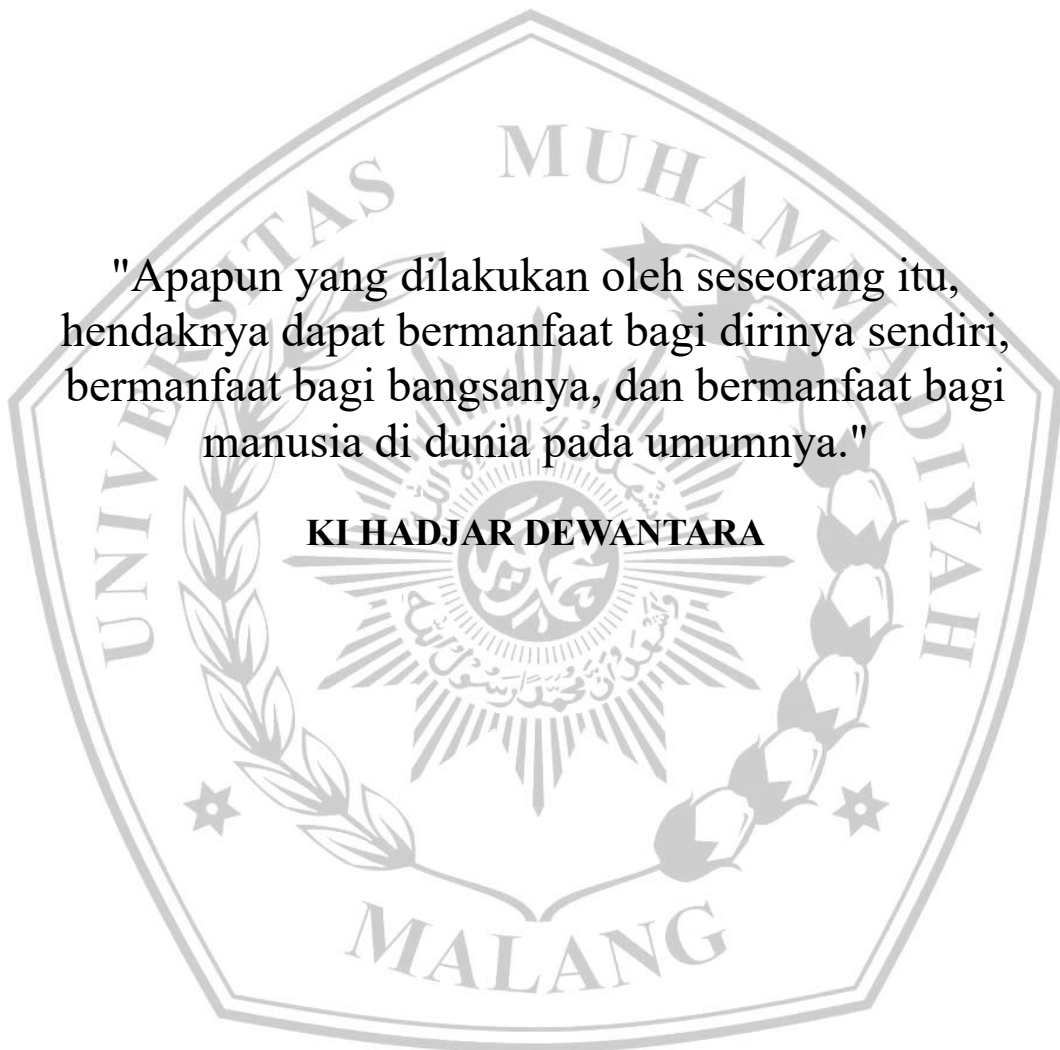 UNIVERSITAS MUHAMMADIYAH
"Apapun yang dilakukan oleh seseorang itu,
hendaknya dapat bermanfaat bagi dirinya sendiri,
bermanfaat bagi bangsanya, dan bermanfaat bagi
manusia di dunia pada umumnya."
KI HADJAR DEWANTARA
MALANG